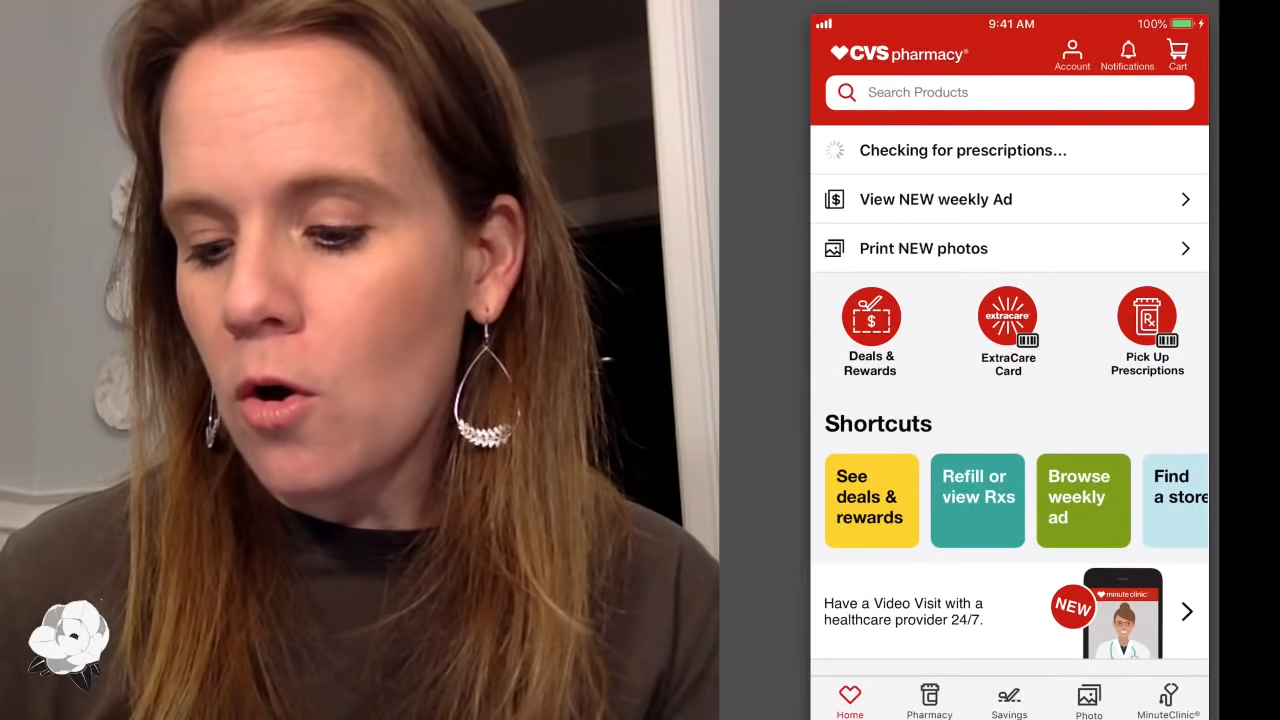 9:41 AM
100%
CVS pharmacy®
Account
Notifications
Cart
Search Products
Checking for prescriptions...
$
View NEW weekly Ad
Print NEW photos
$
extracare®
Rx
Deals &
Rewards
ExtraCare
Card
Pick Up
Prescriptions
Shortcuts
See
deals &
rewards
Refill or
view Rxs
Browse
weekly
ad
Find
a store
Have a Video Visit with a
healthcare provider 24/7.
NEW
minute clinic®
Home
Pharmacy
Savings
Photo
MinuteClinic®